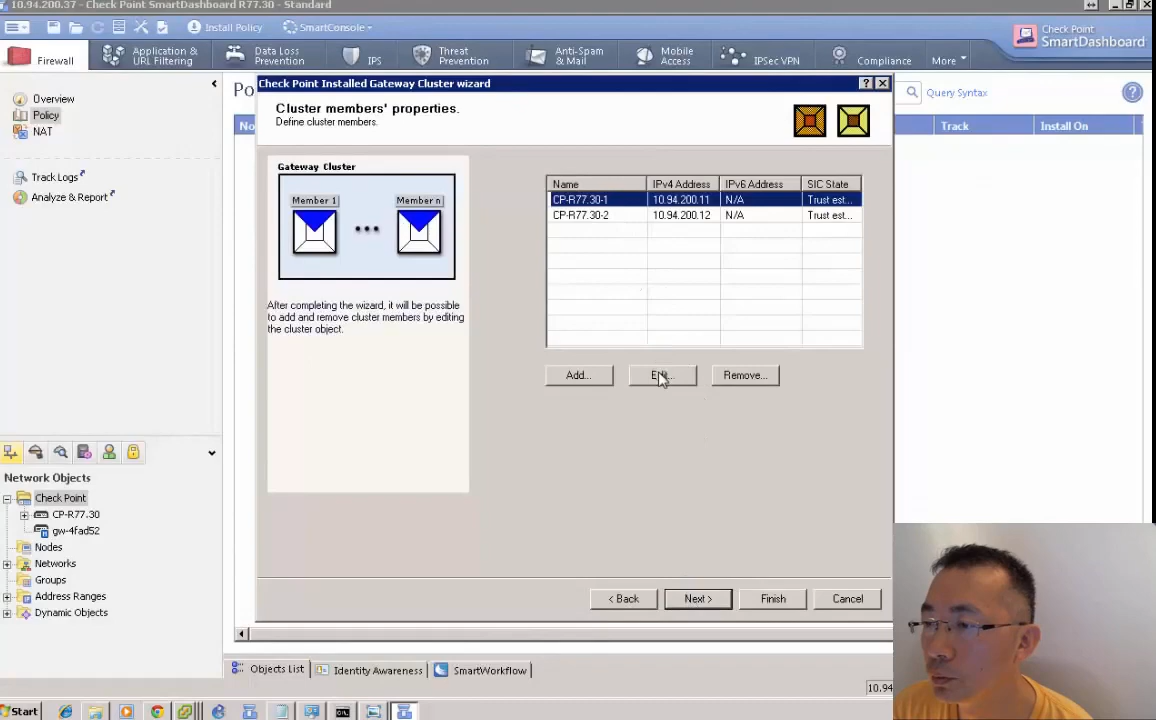 10.94.200.37 - Check Point SmartDashboard R77.30 - Standard
Install Policy
SmartConsole
Check Point
SmartDashboard
Firewall
Application &
URL Filtering
Data Loss
Prevention
IPS
Threat
Prevention
Anti-Spam
& Mail
Mobile
Access
IPSec VPN
Compliance
More
Overview
Policy
NAT
Track Logs
Analyze & Report
Po
No
Query Syntax
Track
Install On
Check Point Installed Gateway Cluster wizard
Cluster members' properties.
Define cluster members.
Gateway Cluster
Member 1
Member n
After completing the wizard, it will be possible
to add and remove cluster members by editing
the cluster object.
Name IPv4 Address IPv6 Address SIC State
CP-R77.30-1 10.94.200.11 N/A Trust est...
CP-R77.30-2 10.94.200.12 N/A Trust est...
Add...
Remove...
< Back
Next >
Finish
Cancel
Network Objects
Check Point
CP-R77.30
gw-4fad52
Nodes
Networks
Groups
Address Ranges
Dynamic Objects
Objects List
Identity Awareness
SmartWorkflow
10.94
Start